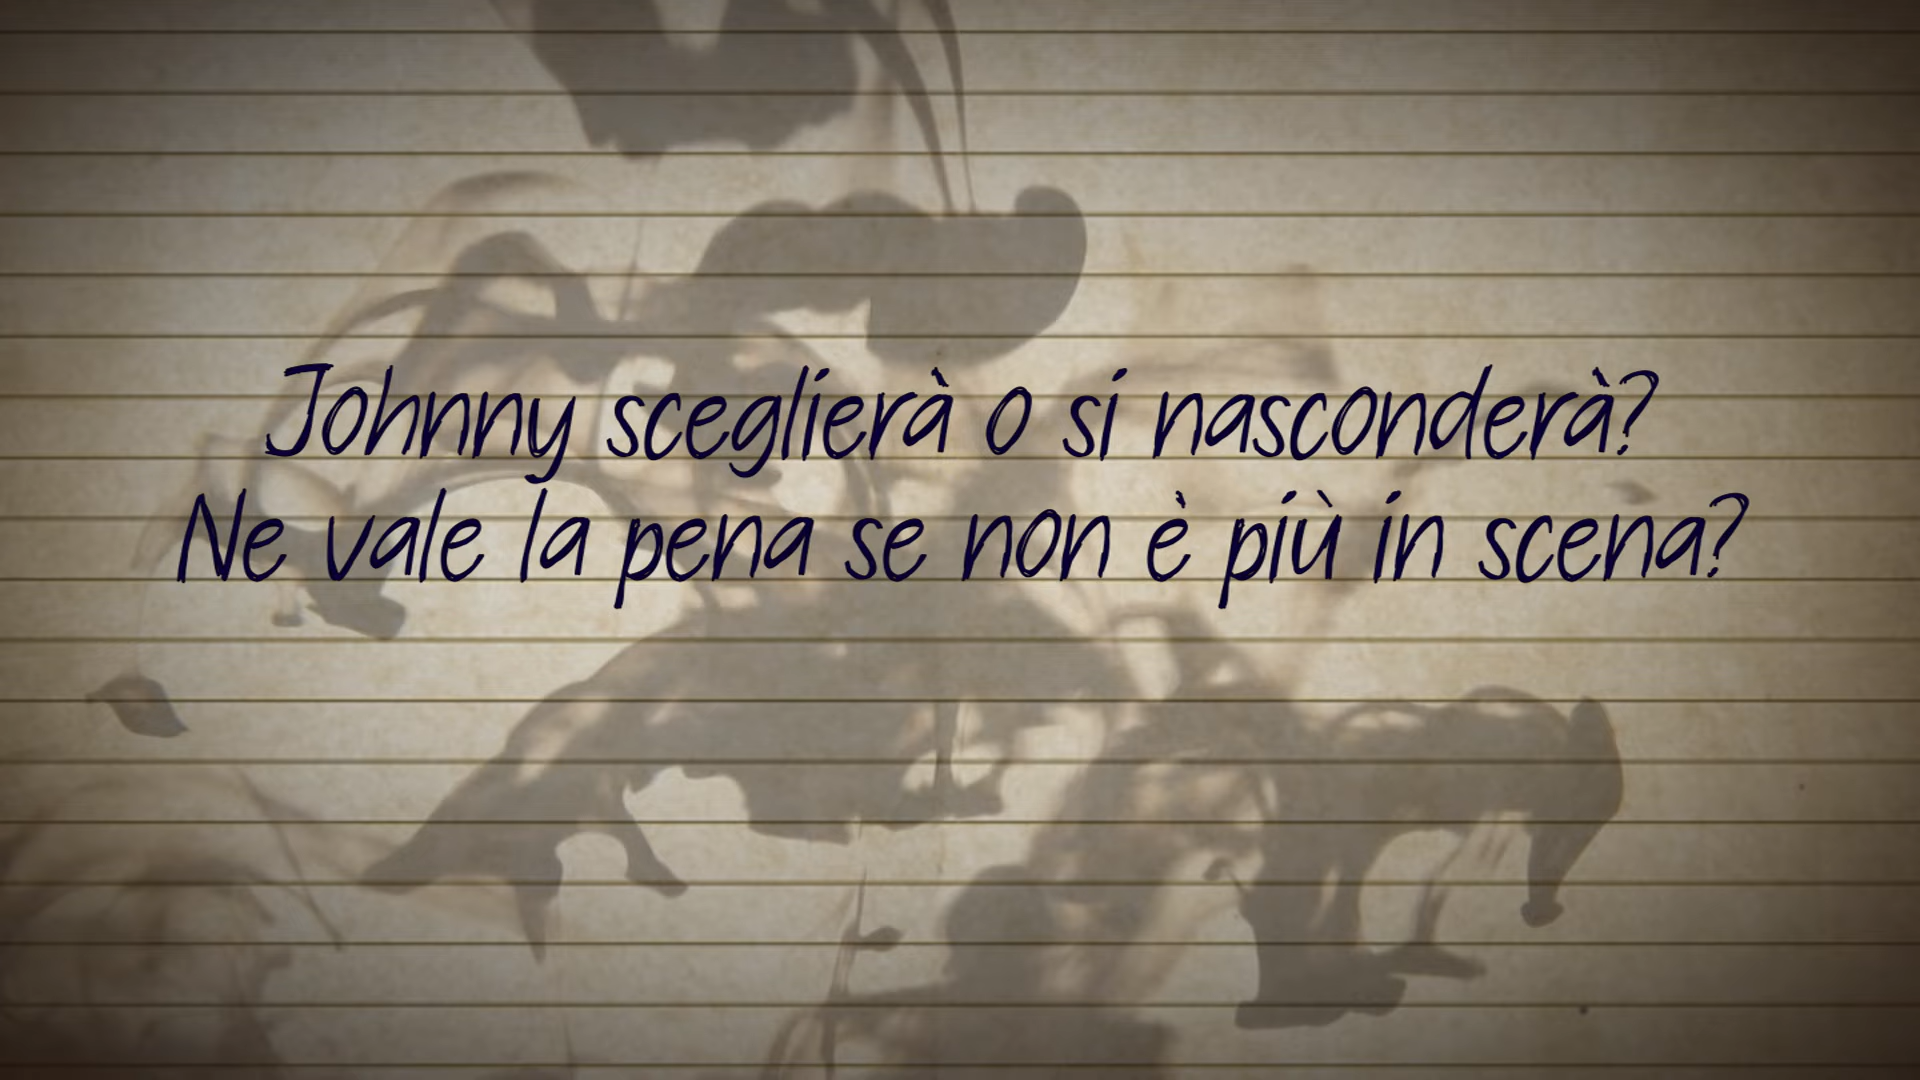 Johnny sceglierà o si nasconderà?
Ne vale la pena se non è più in scena?